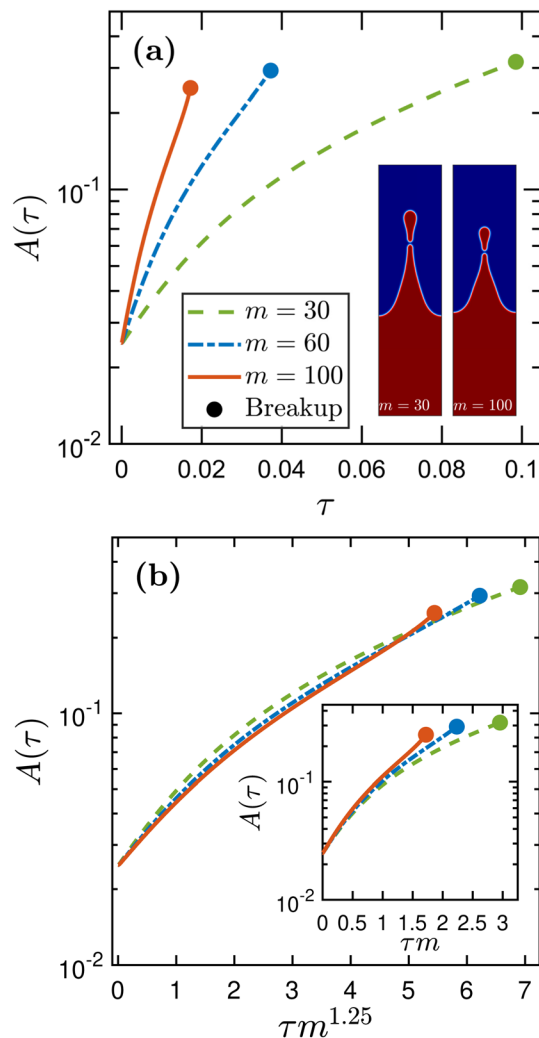 (a)
10^{-1}
10^{-2}
A(τ)
m = 30
m = 60
m = 100
Breakup
m = 30
m = 100
0 0.02 0.04 0.06 0.08 0.1
τ
(b)
10^{-1}
10^{-2}
A(τ)
10^{-1}
10^{-2}
A(τ)
0 0.5 1 1.5 2 2.5 3
τm
0 1 2 3 4 5 6 7
τm^{1.25}